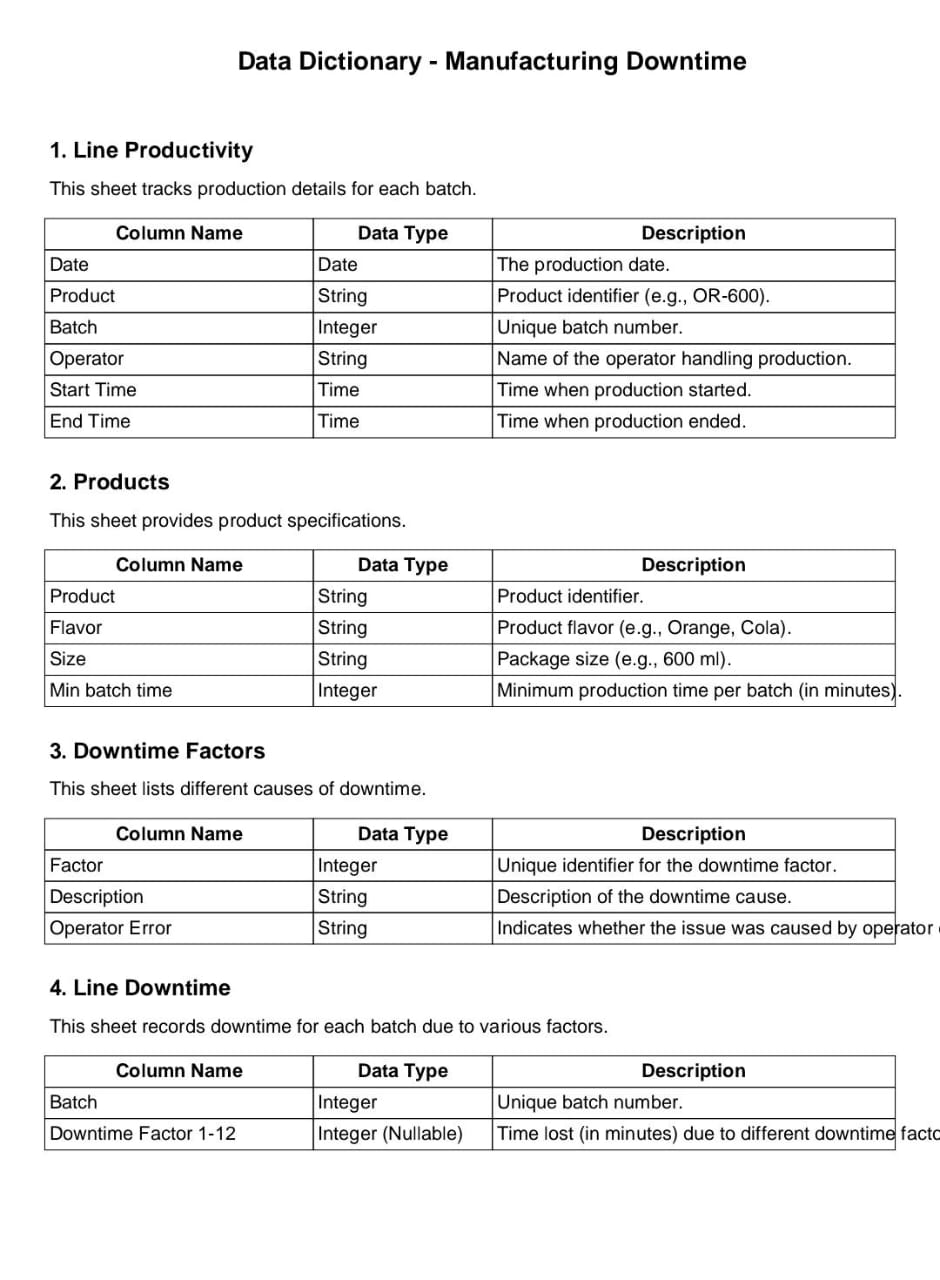 Data Dictionary - Manufacturing Downtime
1. Line Productivity
This sheet tracks production details for each batch.
Column Name Data Type Description
Date Date The production date.
Product String Product identifier (e.g., OR-600).
Batch Integer Unique batch number.
Operator String Name of the operator handling production.
Start Time Time Time when production started.
End Time Time Time when production ended.
2. Products
This sheet provides product specifications.
Column Name Data Type Description
Product String Product identifier.
Flavor String Product flavor (e.g., Orange, Cola).
Size String Package size (e.g., 600 ml).
Min batch time Integer Minimum production time per batch (in minutes).
3. Downtime Factors
This sheet lists different causes of downtime.
Column Name Data Type Description
Factor Integer Unique identifier for the downtime factor.
Description String Description of the downtime cause.
Operator Error String Indicates whether the issue was caused by operator
4. Line Downtime
This sheet records downtime for each batch due to various factors.
Column Name Data Type Description
Batch Integer Unique batch number.
Downtime Factor 1-12 Integer (Nullable) Time lost (in minutes) due to different downtime